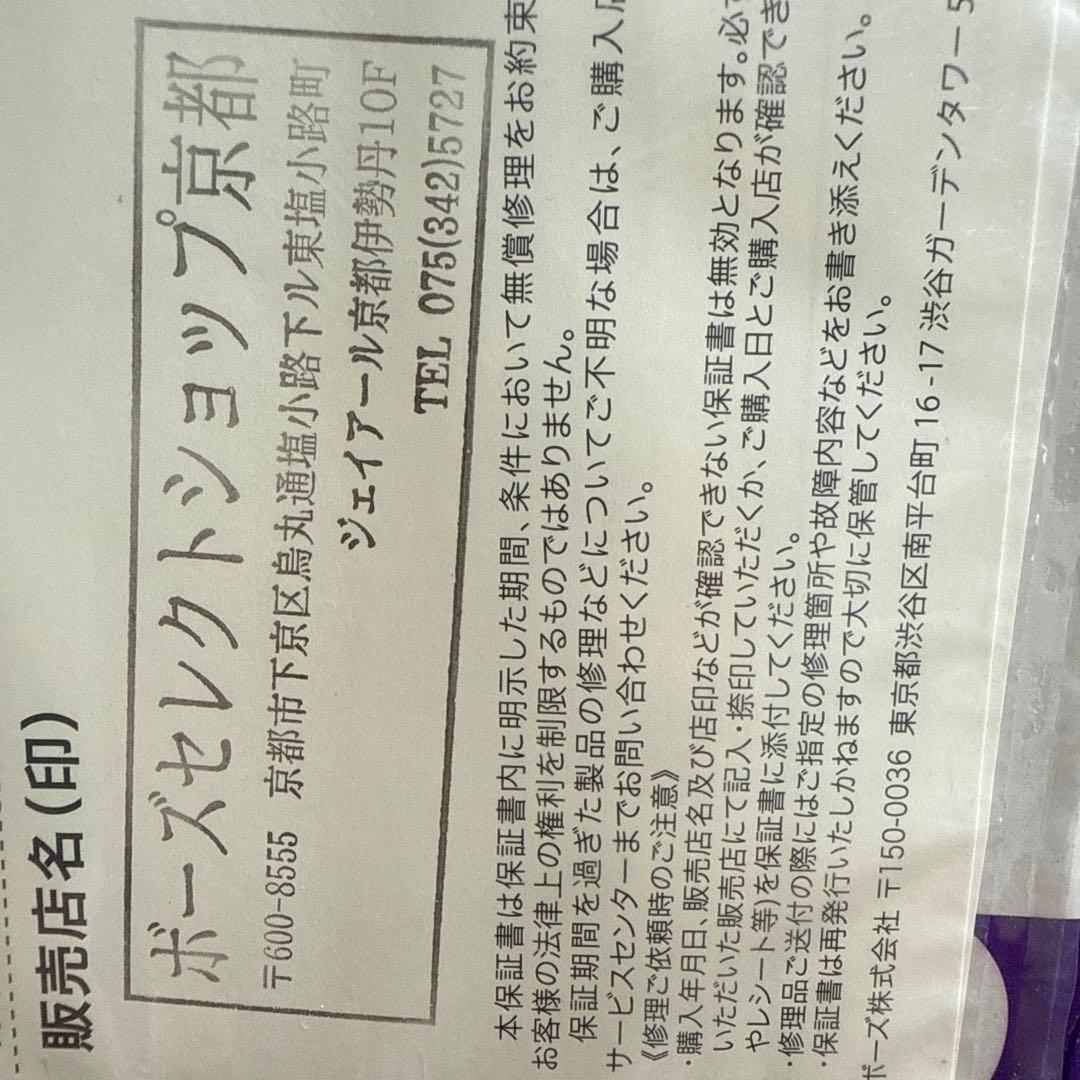 販売店名(印)
ボーズセレクトショップ京都
〒600-8555 京都市下京区烏丸通塩小路下ル東塩小路町
ジェイアール京都伊勢丹10F
TEL 075(342)5727
本保証書は保証書内に明示した期間、条件において無償修理をお約束
お客様の法律上の権利を制限するものではありません。
保証期間を過ぎた製品の修理などについてご不明な場合は、ご購入店
サービスセンターまでお問い合わせください。
《修理ご依頼時のご注意》
・購入年月日、販売店名及び店印などが確認できない保証書は無効となります。必ず
いただいた販売店にて記入・捺印していただくか、ご購入日とご購入店が確認でき
やレシート等)を保証書に添付してください。
・修理品ご送付の際にはご指定の修理箇所や故障内容などをお書き添えください。
・保証書は再発行いたしかねますので大切に保管してください。
ボーズ株式会社 〒150-0036 東京都渋谷区南平台町16-17 渋谷ガーデンタワー5